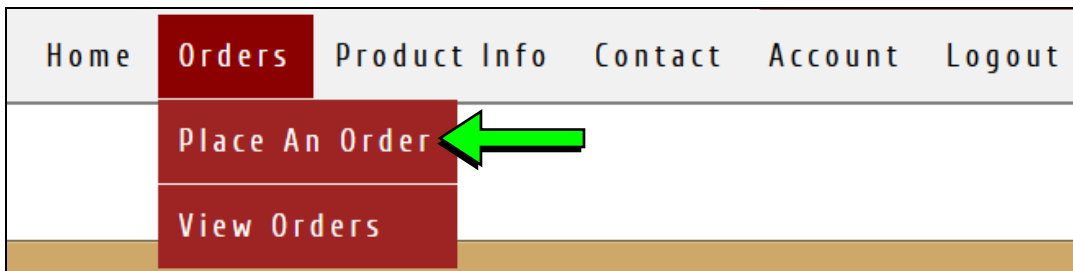 Home Orders Product Info Contact Account Logout
Place An Order
View Orders